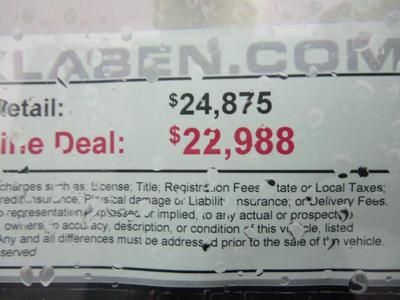 KLABEN.COM
Retail: $24,875
ine Deal: $22,988
charges such as: License, Title, Registration Fees, State or Local Taxes;
redit Insurance, Physical damage or Liability Insurance; or Delivery Fees.
o representation expressed or implied, to any actual or prospect
owners to accuracy, description, or condition of this vehicle, listed
Any and all differences must be addressed prior to the sale of this vehicle.
served